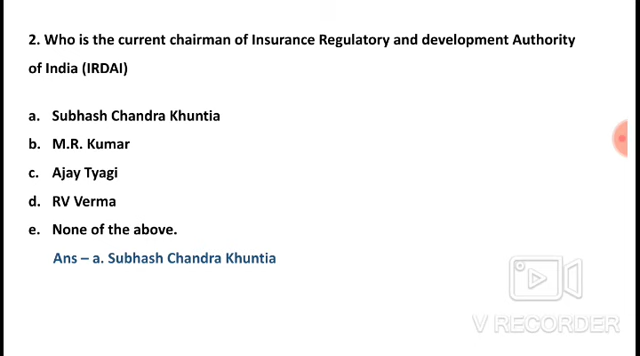 2. Who is the current chairman of Insurance Regulatory and development Authority
of India (IRDAI)
a. Subhash Chandra Khuntia
b. M.R. Kumar
c. Ajay Tyagi
d. RV Verma
e. None of the above.
Ans – a. Subhash Chandra Khuntia
V RECORDER